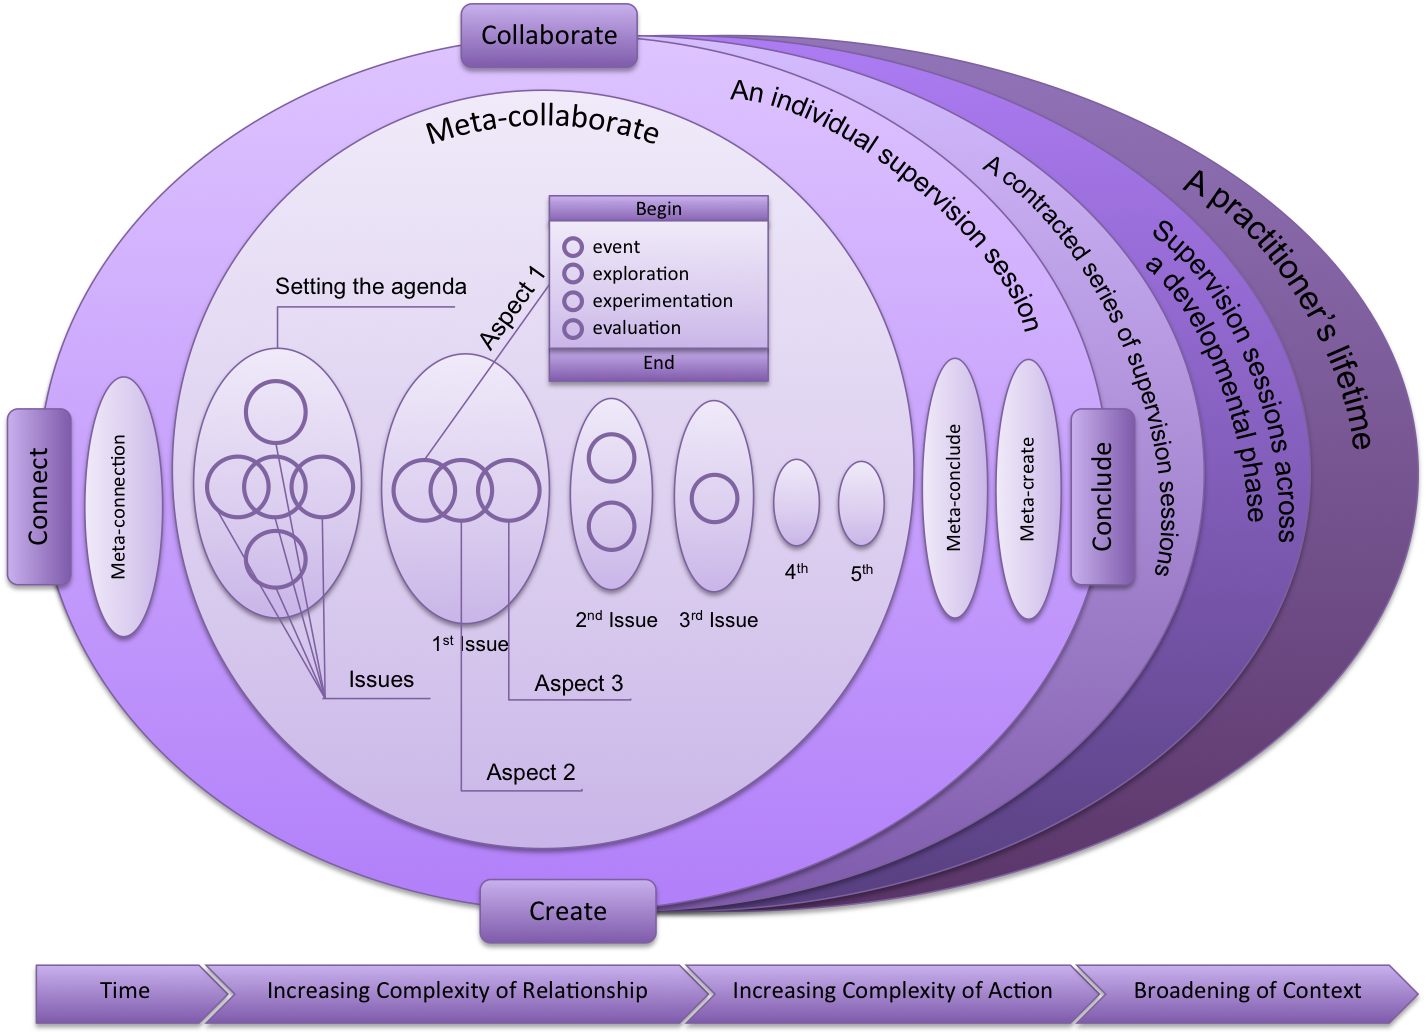 Collaborate
Meta-collaborate
An individual supervision session
A contracted series of supervision sessions
Supervision sessions across
a developmental phase
A practitioner's lifetime
Begin
event
exploration
experimentation
evaluation
End
Setting the agenda
Aspect 1
Connect
Meta-connection
Meta-conclude
Meta-create
Conclude
4th
5th
2nd Issue
3rd Issue
1st Issue
Issues
Aspect 3
Aspect 2
Create
Time
Increasing Complexity of Relationship
Increasing Complexity of Action
Broadening of Context